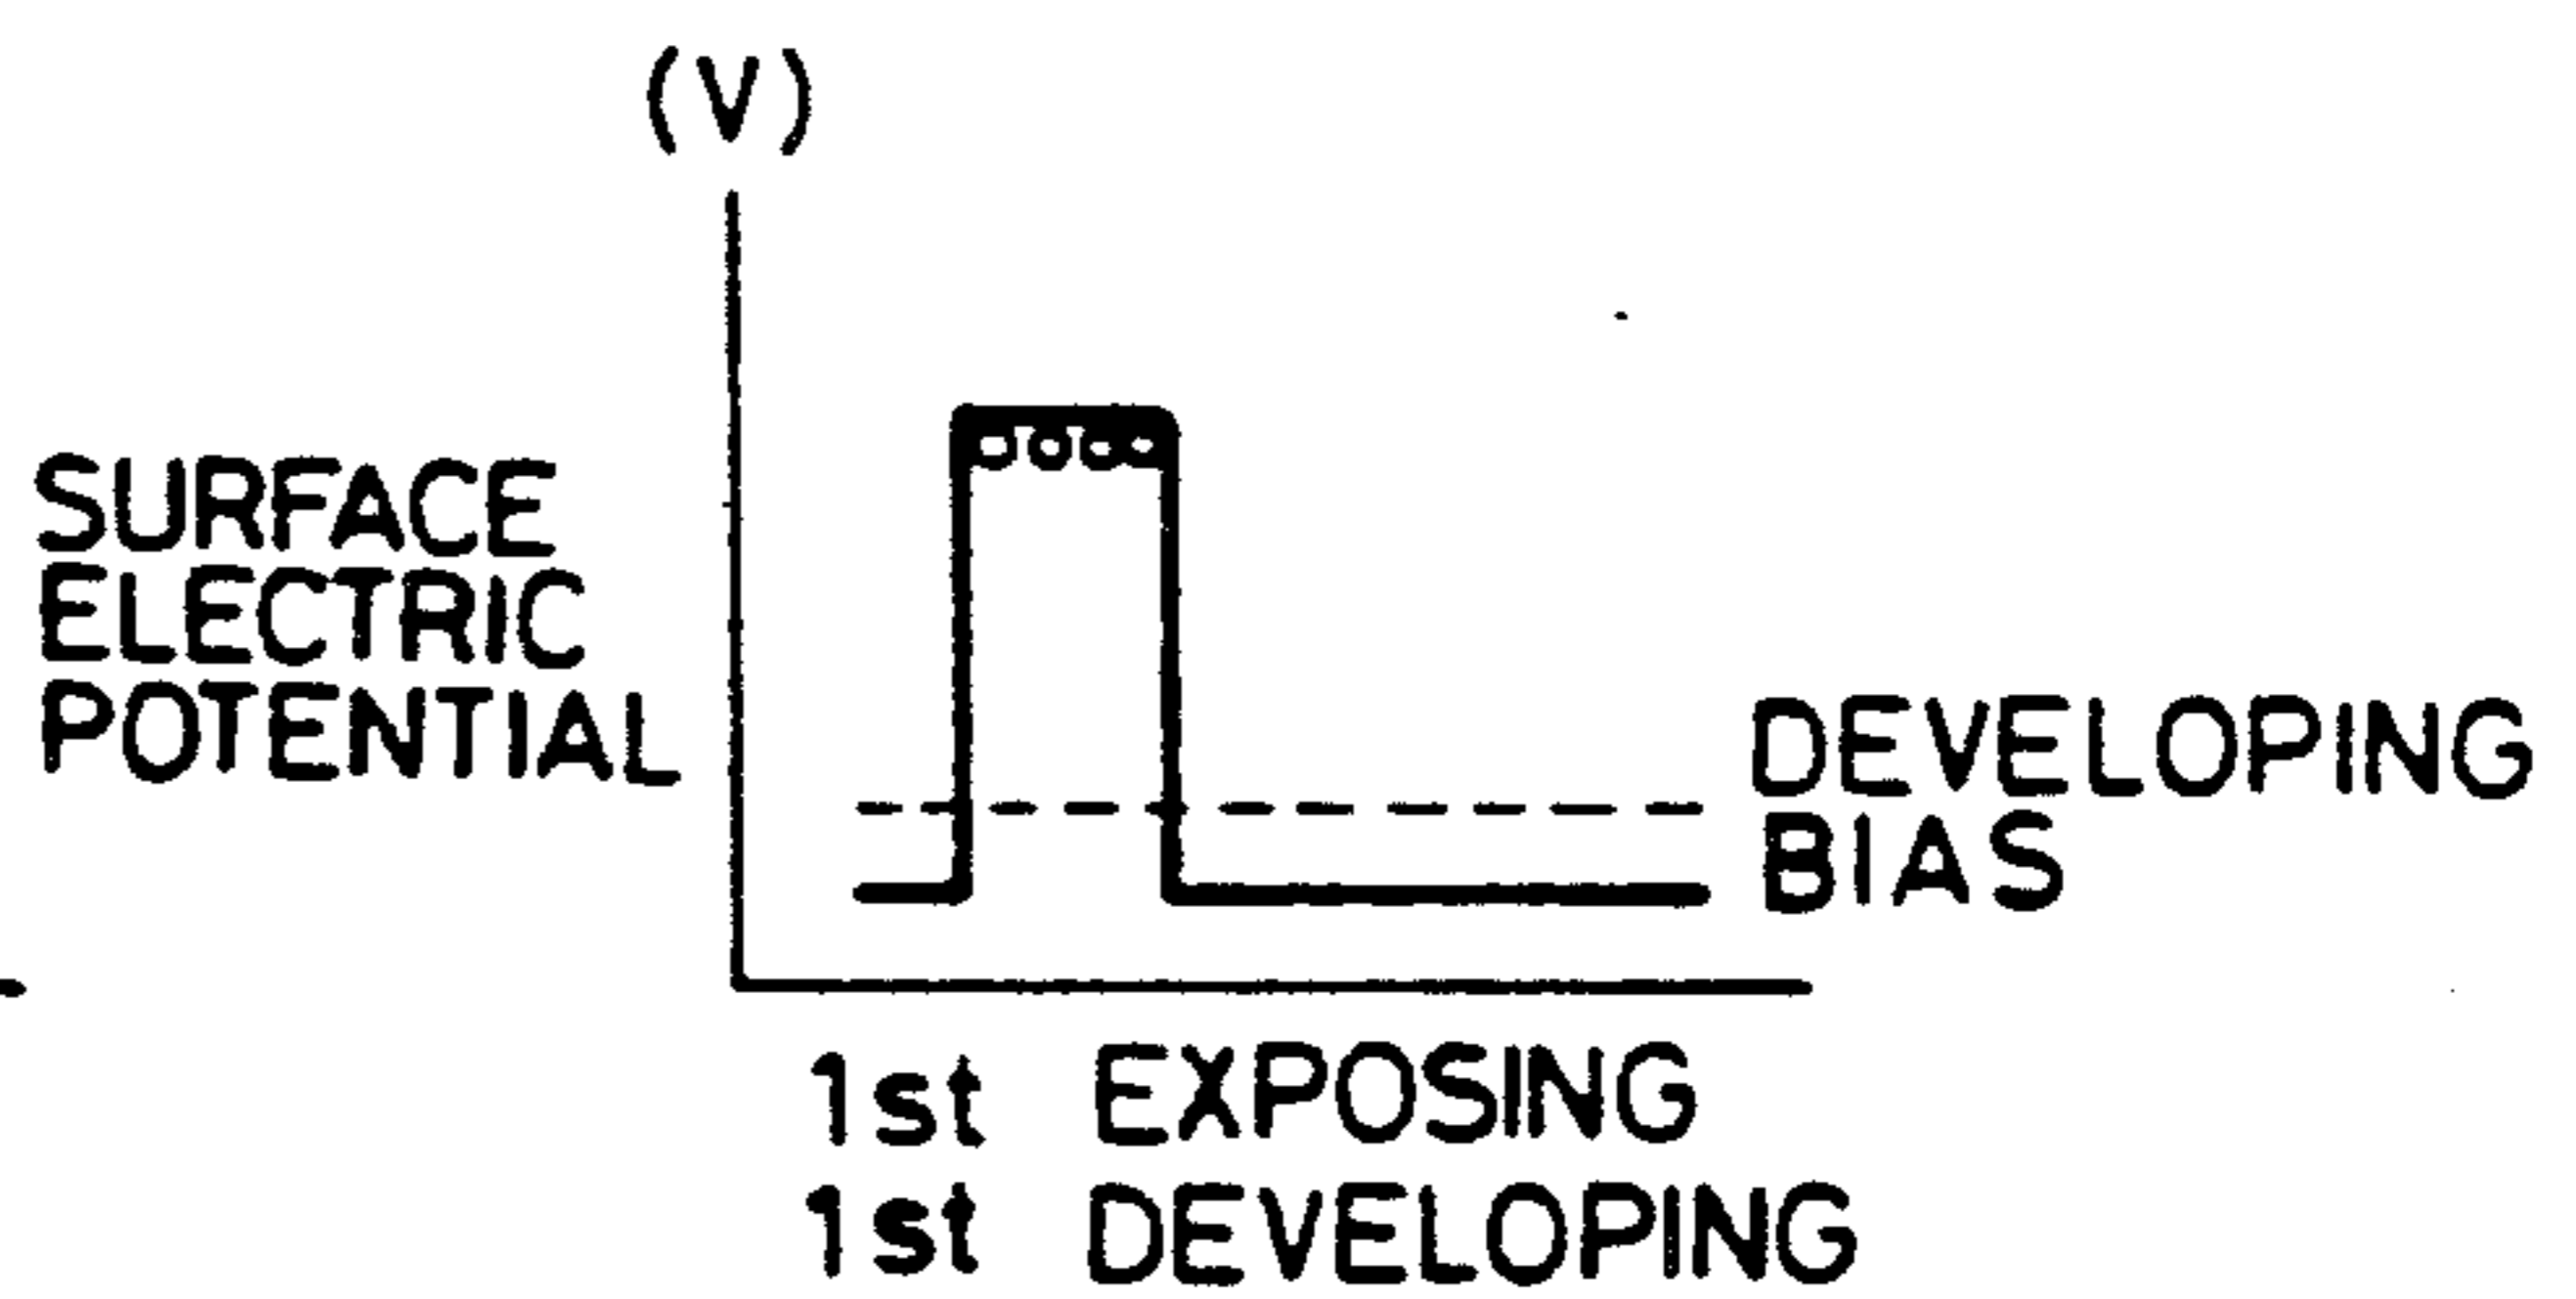 (V)
SURFACE
ELECTRIC
POTENTIAL
DEVELOPING
BIAS
1st EXPOSING
1st DEVELOPING